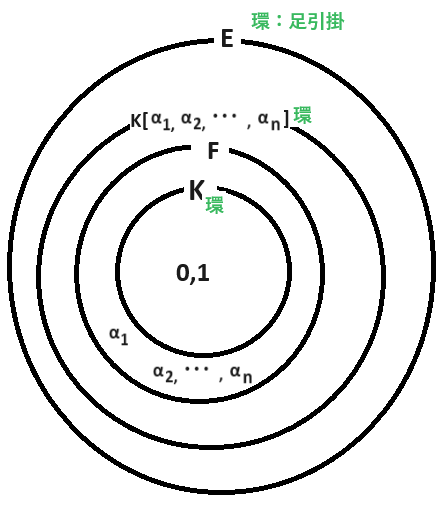 環：足引掛
E
K[α₁, α₂, ⋯ , αₙ] 環
F
K 環
0,1
α₁
α₂, ⋯ , αₙ